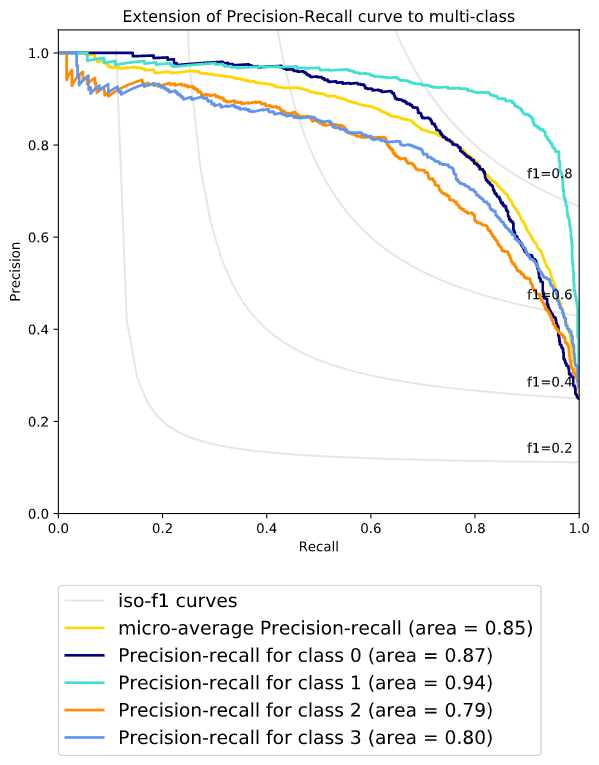 Extension of Precision-Recall curve to multi-class
1.0
0.8
0.6
0.4
0.2
0.0
Precision
f1=0.8
f1=0.6
f1=0.4
f1=0.2
0.0 0.2 0.4 0.6 0.8 1.0
Recall
iso-f1 curves
micro-average Precision-recall (area = 0.85)
Precision-recall for class 0 (area = 0.87)
Precision-recall for class 1 (area = 0.94)
Precision-recall for class 2 (area = 0.79)
Precision-recall for class 3 (area = 0.80)